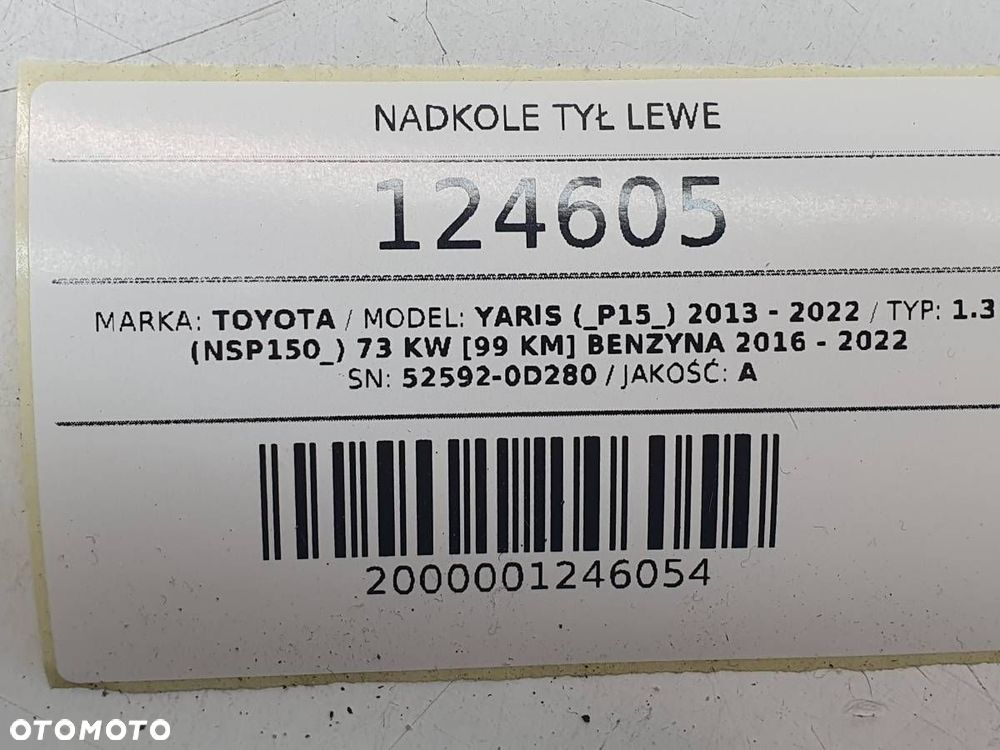 NADKOLE TYŁ LEWE
124605
MARKA: TOYOTA / MODEL: YARIS (_P15_) 2013 - 2022 / TYP: 1.3
(NSP150_) 73 KW [99 KM] BENZYNA 2016 - 2022
SN: 52592-0D280 / JAKOŚĆ: A
2000001246054
OTOMOTO